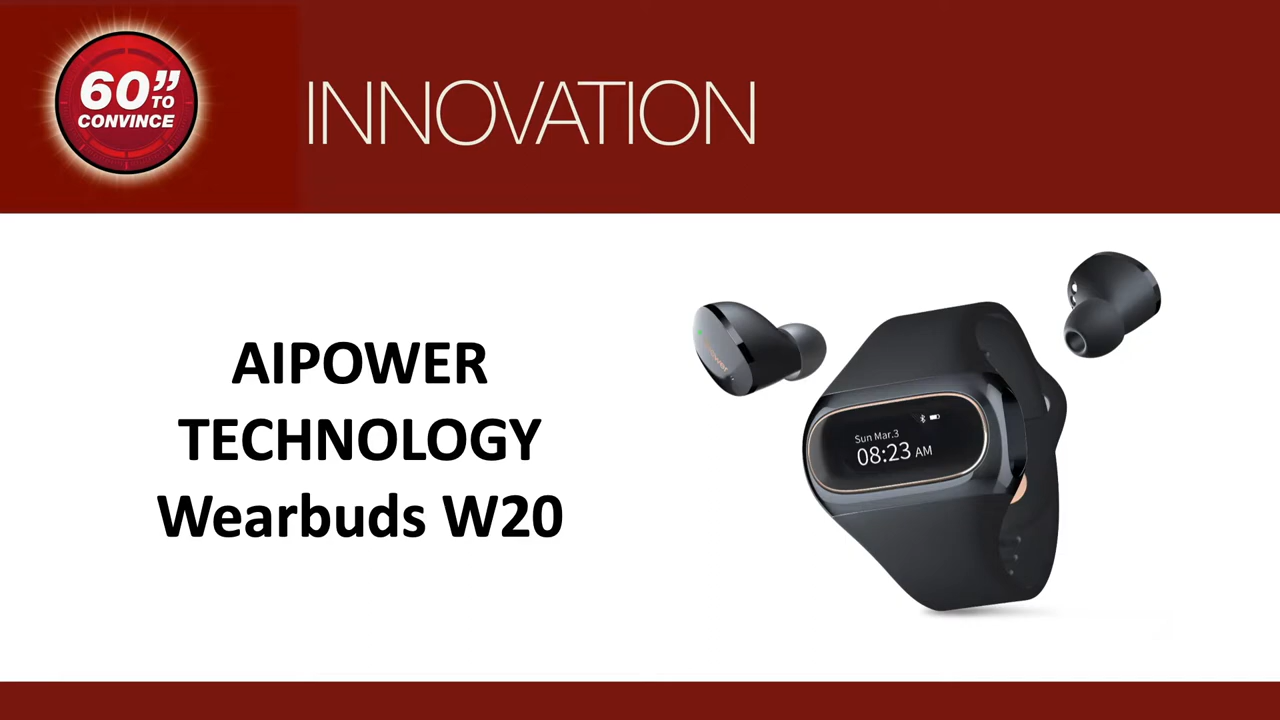 60”
TO
CONVINCE
INNOVATION
AIPOWER
TECHNOLOGY
Wearbuds W20
Sun Mar.3
08:23 AM